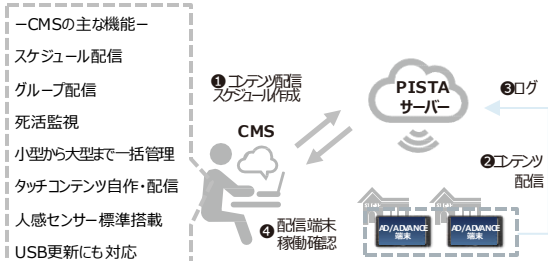 −CMSの主な機能−
スケジュール配信
グループ配信
死活監視
小型から大型まで一括管理
タッチコンテンツ自作・配信
人感センサー標準搭載
USB更新にも対応
❶コンテンツ配信
スケジュール作成
CMS
PISTA
サーバー
❸ログ
❷コンテンツ
配信
❹配信端末
稼働確認
AD/ADVANCE
端末
AD/ADVANCE
端末